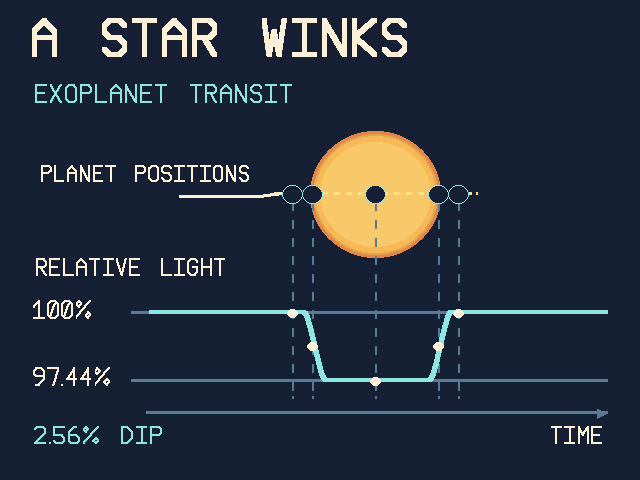 A STAR WINKS
EXOPLANET TRANSIT
PLANET POSITIONS
RELATIVE LIGHT
100%
97.44%
2.56% DIP
TIME